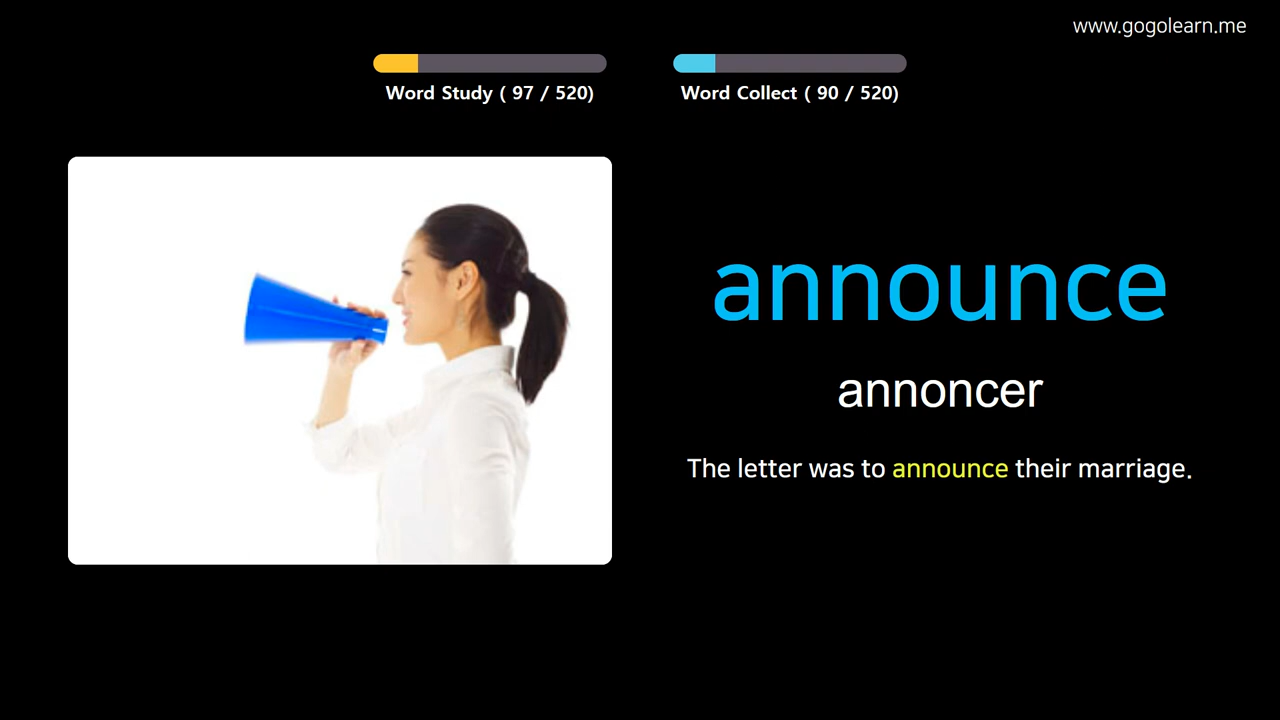 www.gogolearn.me
Word Study ( 97 / 520)
Word Collect ( 90 / 520)
announce
annoncer
The letter was to announce their marriage.